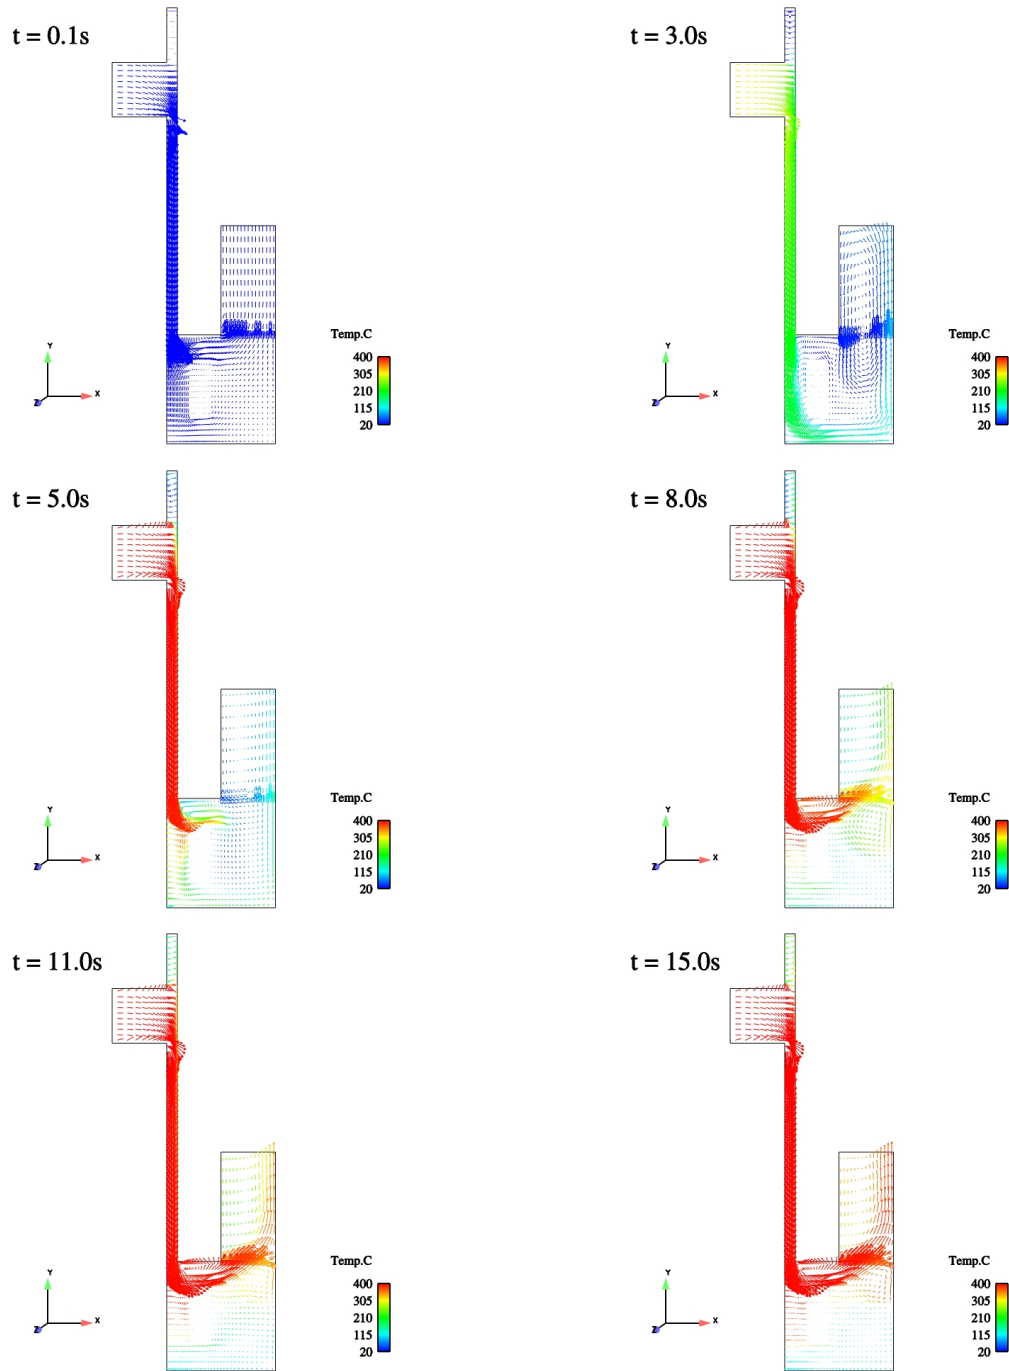 t = 0.1s
Temp.C
400
305
210
115
20
Y
Z
X
t = 3.0s
Temp.C
400
305
210
115
20
Y
Z
X
t = 5.0s
Temp.C
400
305
210
115
20
Y
Z
X
t = 8.0s
Temp.C
400
305
210
115
20
Y
Z
X
t = 11.0s
Temp.C
400
305
210
115
20
Y
Z
X
t = 15.0s
Temp.C
400
305
210
115
20
Y
Z
X